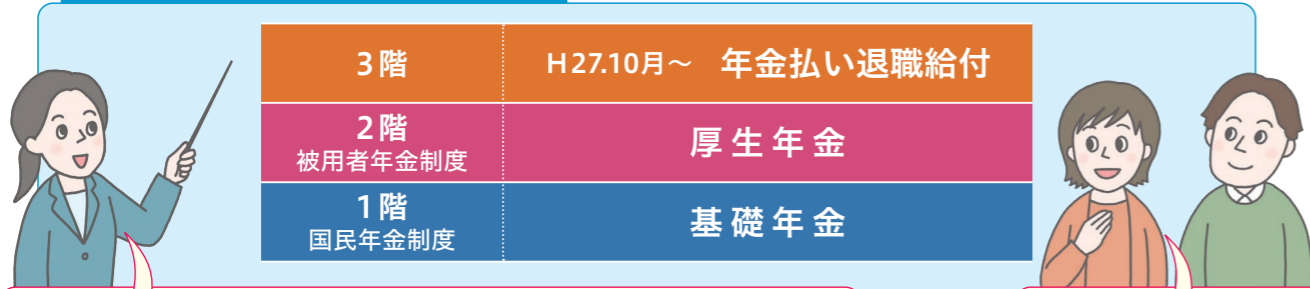 3階
H27.10月～ 年金払い退職給付
2階
被用者年金制度
厚生年金
1階
国民年金制度
基礎年金